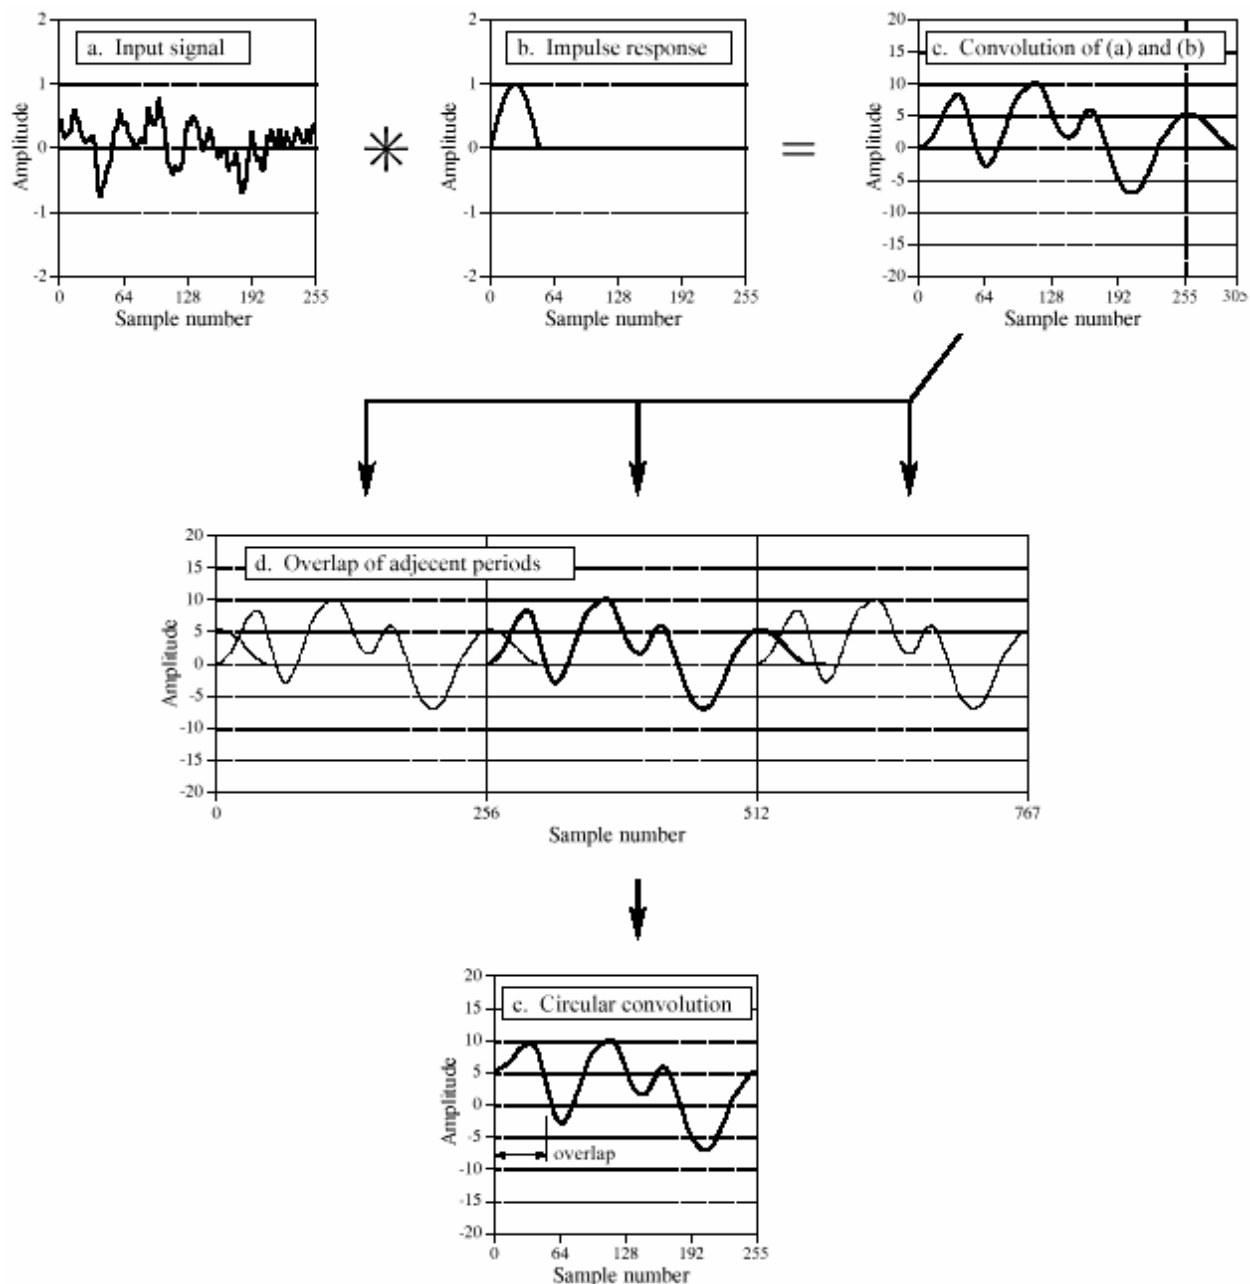 2
1
0
-1
-2
Amplitude
a. Input signal
0 64 128 192 255
Sample number
*
2
1
0
-1
-2
Amplitude
b. Impulse response
0 64 128 192 255
Sample number
=
20
15
10
5
0
-5
-10
-15
-20
Amplitude
c. Convolution of (a) and (b)
0 64 128 192 255 305
Sample number
20
15
10
5
0
-5
-10
-15
-20
Amplitude
d. Overlap of adjecent periods
0 256 512 767
Sample number
20
15
10
5
0
-5
-10
-15
-20
Amplitude
c. Circular convolution
overlap
0 64 128 192 255
Sample number